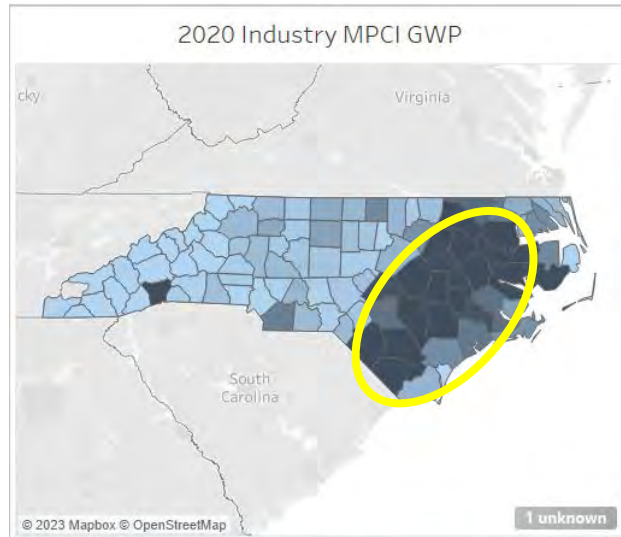 2020 Industry MPCI GWP
cky
Virginia
South
Carolina
© 2023 Mapbox © OpenStreetMap
1 unknown